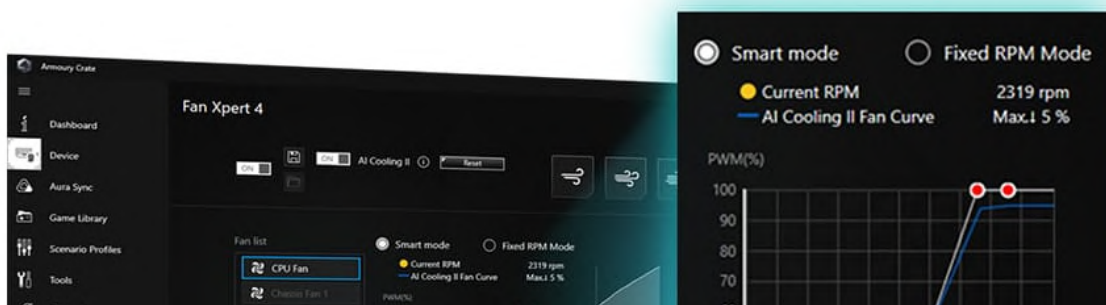 Armoury Crate
Fan Xpert 4
Dashboard
Device
Aura Sync
Game Library
Scenario Profiles
Tools
ON
ON
AI Cooling II
Reset
Fan list
CPU Fan
Chassis Fan 1
Smart mode
Fixed RPM Mode
Current RPM 2319 rpm
AI Cooling II Fan Curve Max.↓ 5 %
PWM(%)
Smart mode Fixed RPM Mode
Current RPM 2319 rpm
AI Cooling II Fan Curve Max.↓ 5 %
PWM(%)
100
90
80
70